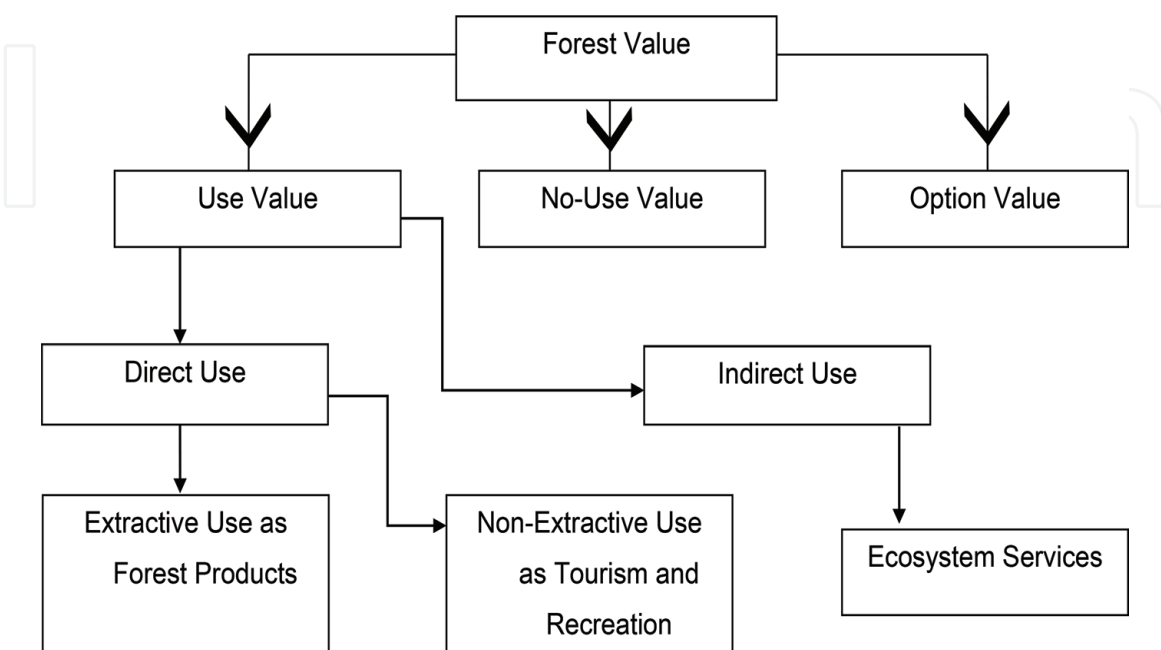 Forest Value
Use Value
No-Use Value
Option Value
Direct Use
Indirect Use
Extractive Use as
Forest Products
Non-Extractive Use
as Tourism and
Recreation
Ecosystem Services